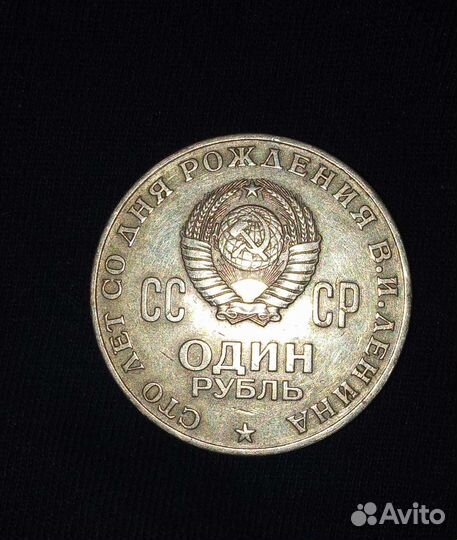 СТО ЛЕТ СО ДНЯ РОЖДЕНИЯ В.И.ЛЕНИНА
СС СР
ОДИН
РУБЛЬ
Avito